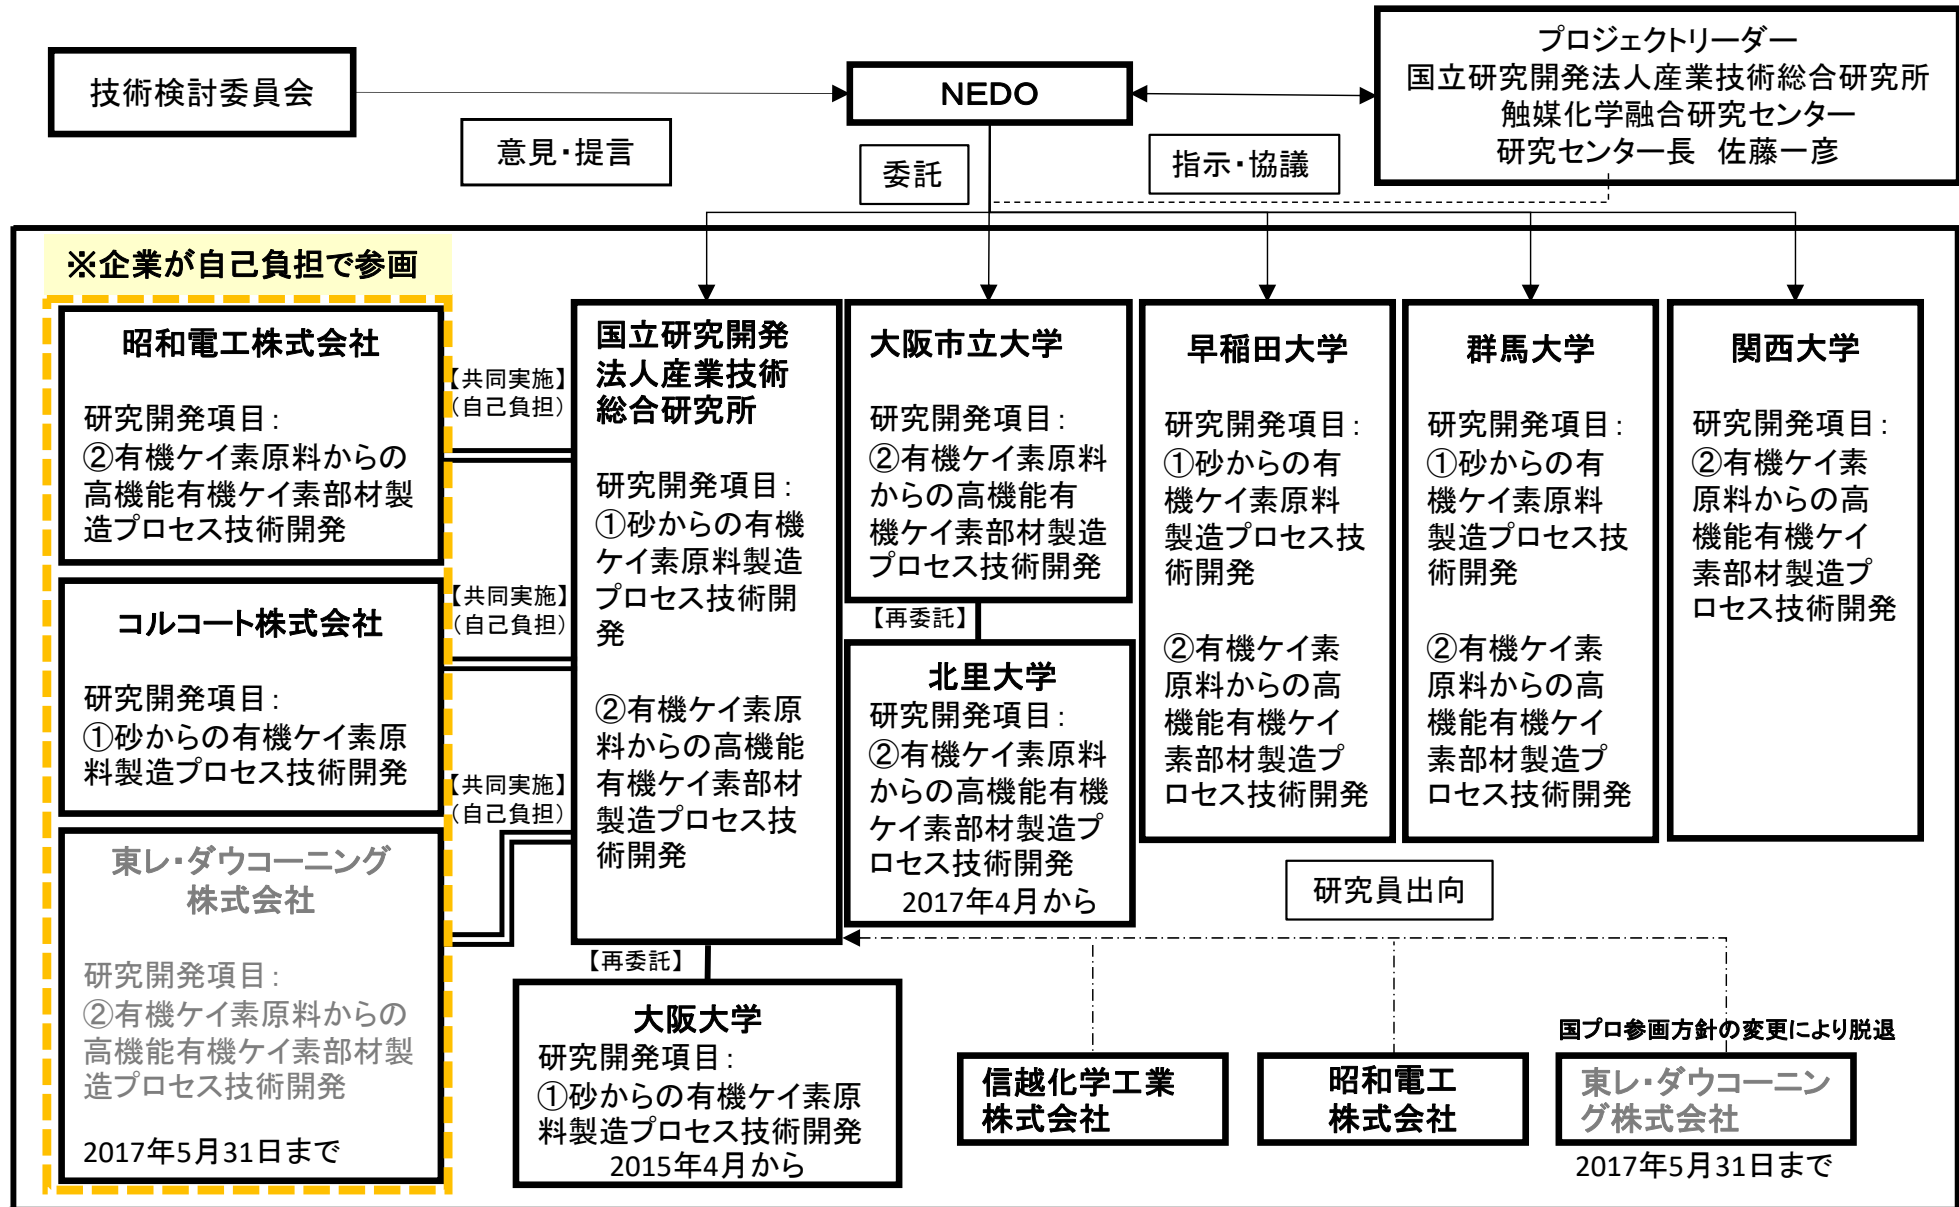 技術検討委員会
NEDO
プロジェクトリーダー
国立研究開発法人産業技術総合研究所
触媒化学融合研究センター
研究センター長　佐藤一彦
意見・提言
委託
指示・協議
※企業が自己負担で参画
昭和電工株式会社
研究開発項目：
②有機ケイ素原料からの
高機能有機ケイ素部材製
造プロセス技術開発
【共同実施】
（自己負担）
コルコート株式会社
研究開発項目：
①砂からの有機ケイ素原
料製造プロセス技術開発
【共同実施】
（自己負担）
東レ・ダウコーニング
株式会社
研究開発項目：
②有機ケイ素原料からの
高機能有機ケイ素部材製
造プロセス技術開発
2017年5月31日まで
【共同実施】
（自己負担）
国立研究開発
法人産業技術
総合研究所
研究開発項目：
①砂からの有機
ケイ素原料製造
プロセス技術開
発
②有機ケイ素原
料からの高機能
有機ケイ素部材
製造プロセス技
術開発
【再委託】
大阪大学
研究開発項目：
①砂からの有機ケイ素原
料製造プロセス技術開発
2015年4月から
大阪市立大学
研究開発項目：
②有機ケイ素原料
からの高機能有
機ケイ素部材製造
プロセス技術開発
【再委託】
北里大学
研究開発項目：
②有機ケイ素原料
からの高機能有機
ケイ素部材製造プ
ロセス技術開発
2017年4月から
早稲田大学
研究開発項目：
①砂からの有
機ケイ素原料
製造プロセス技
術開発
②有機ケイ素
原料からの高
機能有機ケイ
素部材製造プ
ロセス技術開発
群馬大学
研究開発項目：
①砂からの有
機ケイ素原料
製造プロセス技
術開発
②有機ケイ素
原料からの高
機能有機ケイ
素部材製造プ
ロセス技術開発
関西大学
研究開発項目：
②有機ケイ素
原料からの高
機能有機ケイ
素部材製造プ
ロセス技術開発
研究員出向
信越化学工業
株式会社
昭和電工
株式会社
国プロ参画方針の変更により脱退
東レ・ダウコーニン
グ株式会社
2017年5月31日まで